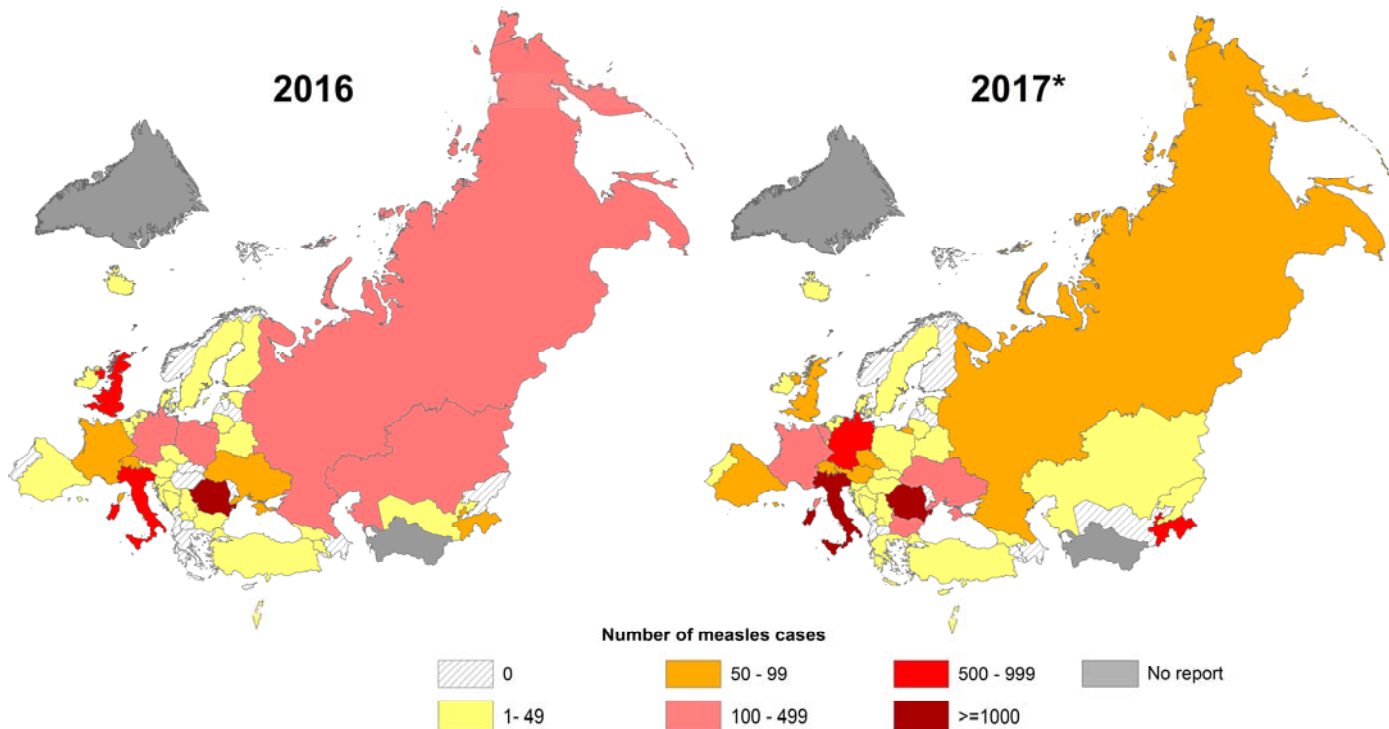 2016
2017*
Number of measles cases
0
50 - 99
500 - 999
No report
1- 49
100 - 499
>=1000